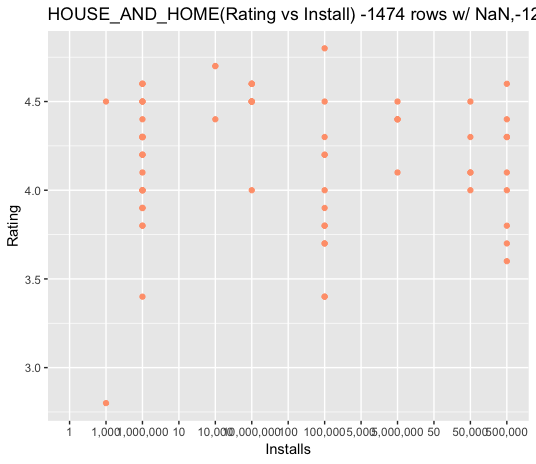 HOUSE_AND_HOME(Rating vs Install) -1474 rows w/ NaN,-12
Rating
4.5
4.0
3.5
3.0
1 1,000 1,000,000 10 10,000 10,000,000 100 100,000 5,000 5,000,000 50 50,000 500,000
Installs